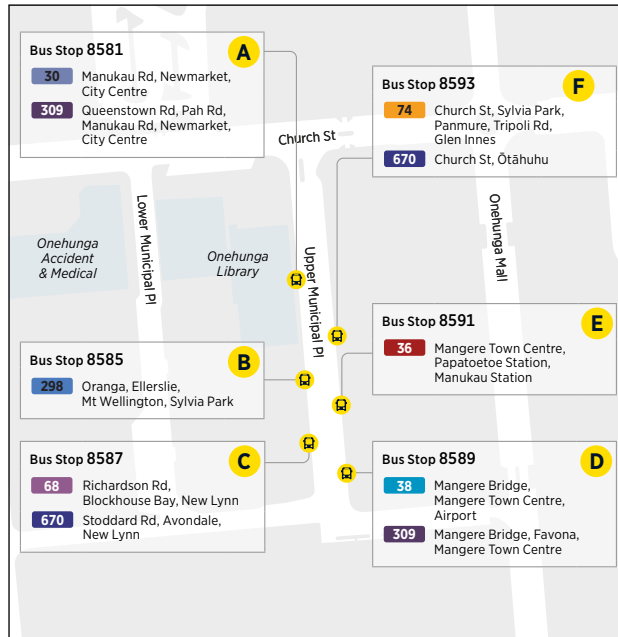 Bus Stop 8581
A
30 Manukau Rd, Newmarket,
City Centre
309 Queenstown Rd, Pah Rd,
Manukau Rd, Newmarket,
City Centre
Bus Stop 8593
F
74 Church St, Sylvia Park,
Panmure, Tripoli Rd,
Glen Innes
670 Church St, Ōtāhuhu
Church St
Lower Municipal Pl
Upper Municipal Pl
Onehunga Mall
Onehunga
Accident
& Medical
Onehunga
Library
Bus Stop 8591
E
36 Mangere Town Centre,
Papatoetoe Station,
Manukau Station
Bus Stop 8585
B
298 Oranga, Ellerslie,
Mt Wellington, Sylvia Park
Bus Stop 8587
C
68 Richardson Rd,
Blockhouse Bay, New Lynn
670 Stoddard Rd, Avondale,
New Lynn
Bus Stop 8589
D
38 Mangere Bridge,
Mangere Town Centre,
Airport
309 Mangere Bridge, Favona,
Mangere Town Centre